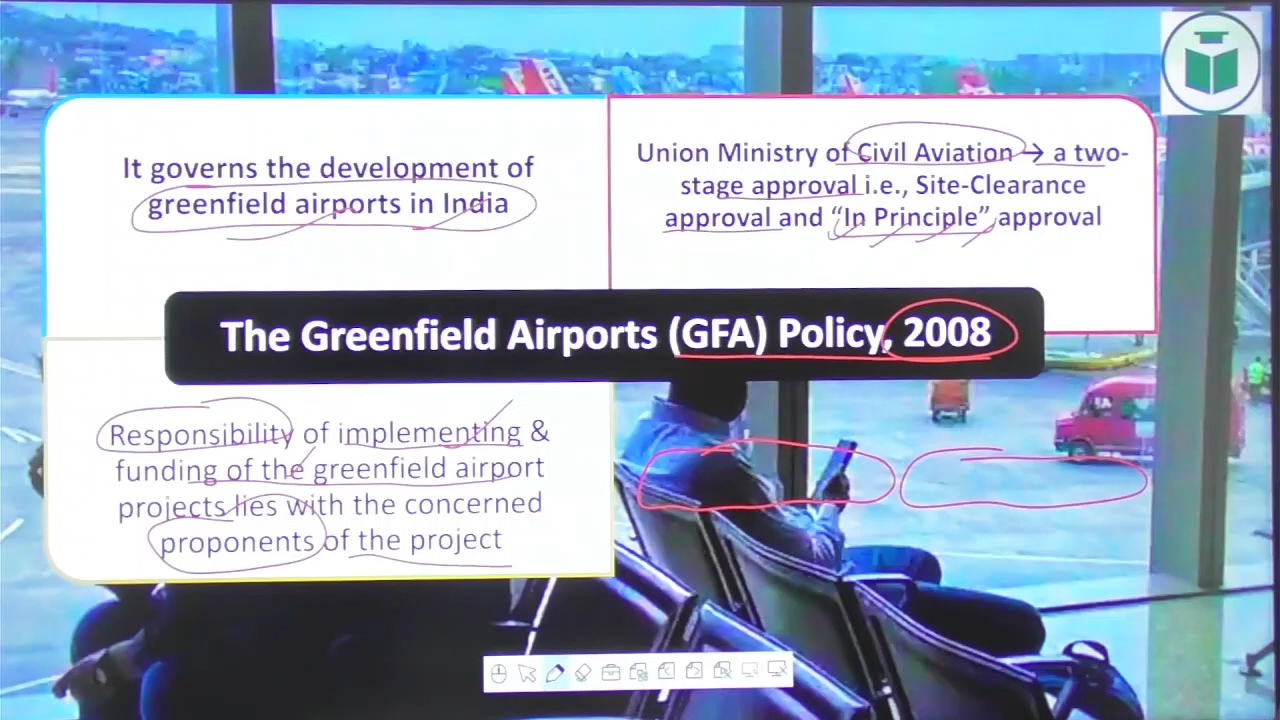 It governs the development of
greenfield airports in India
Union Ministry of Civil Aviation → a two-
stage approval i.e., Site-Clearance
approval and “In Principle” approval
The Greenfield Airports (GFA) Policy, 2008
Responsibility of implementing &
funding of the greenfield airport
projects lies with the concerned
proponents of the project